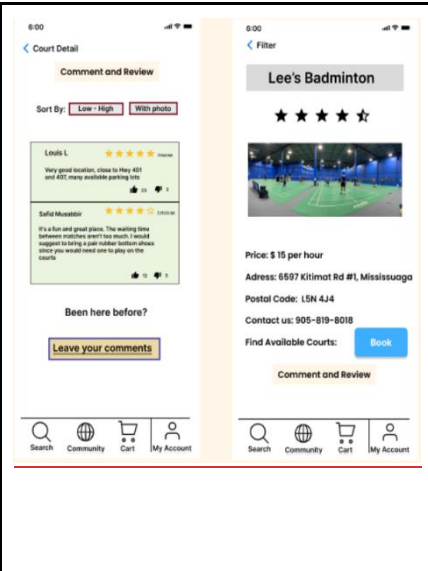 6:00
Court Detail
Comment and Review
Sort By: Low - High With photo
Louis L
Very good location, close to Hwy 401
and 407, many available parking lots
Safid Musabbir
It's a fun and great place. The waiting time
between matches aren't too much. I would
suggest to bring a pair rubber bottom shoes
since you would need one to play on the
courts
Been here before?
Leave your comments
Search Community Cart My Account
6:00
Filter
Lee's Badminton
Price: $ 15 per hour
Adress: 6597 Kitimat Rd #1, Mississuaga
Postal Code: L5N 4J4
Contact us: 905-819-8018
Find Available Courts: Book
Comment and Review
Search Community Cart My Account